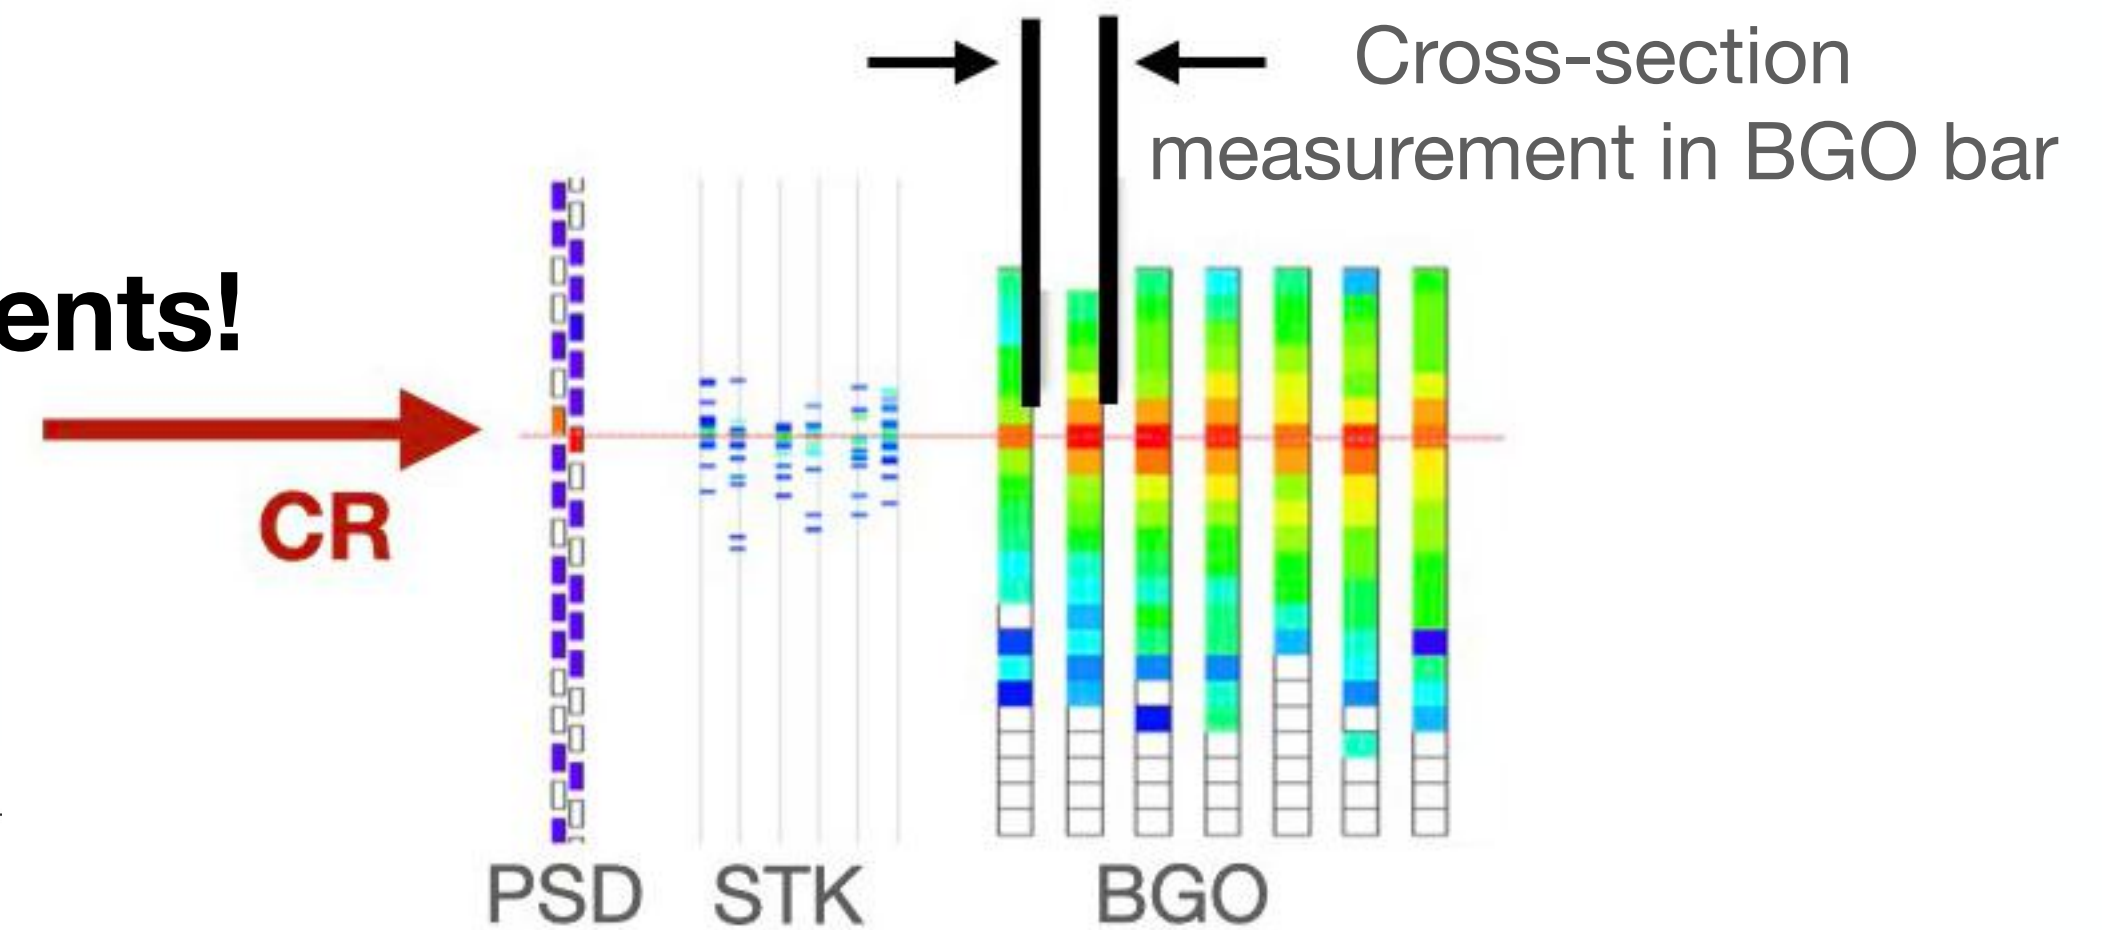 Cross-section
measurement in BGO bar
ents!
CR
PSD STK BGO